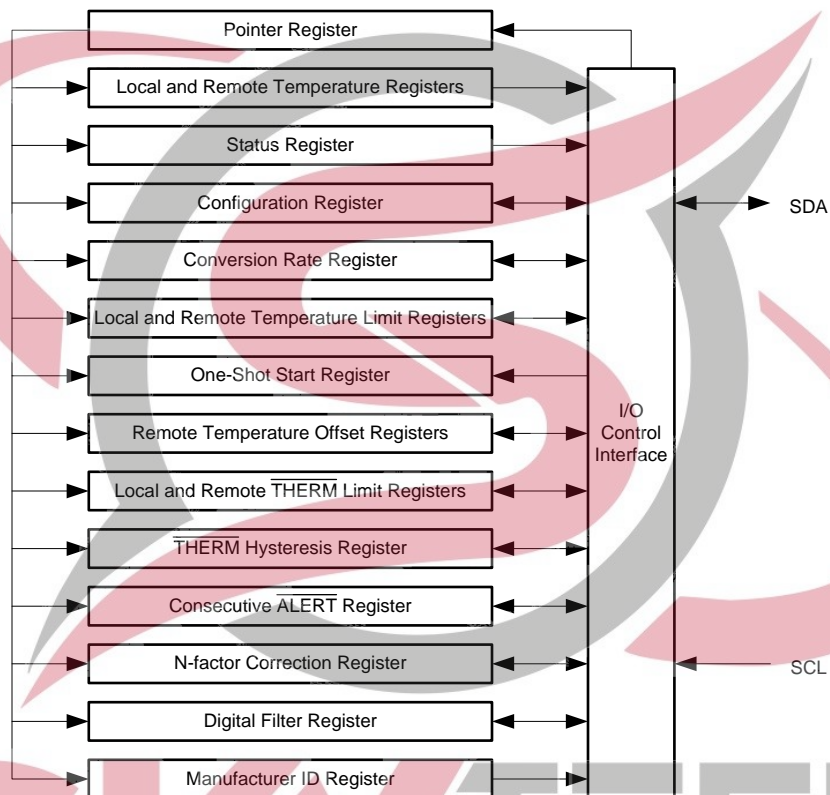 Pointer Register
Local and Remote Temperature Registers
Status Register
Configuration Register
SDA
Conversion Rate Register
Local and Remote Temperature Limit Registers
One-Shot Start Register
I/O
Control
Interface
Remote Temperature Offset Registers
Local and Remote THERM Limit Registers
THERM Hysteresis Register
Consecutive ALERT Register
N-factor Correction Register
SCL
Digital Filter Register
Manufacturer ID Register